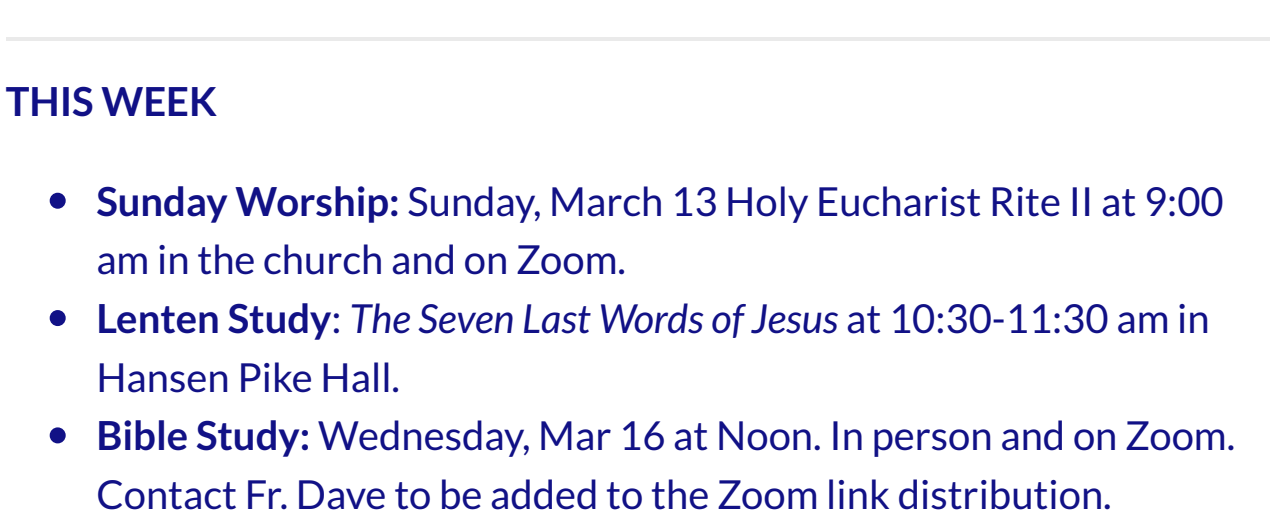 THIS WEEK
• Sunday Worship: Sunday, March 13 Holy Eucharist Rite II at 9:00
am in the church and on Zoom.
• Lenten Study: The Seven Last Words of Jesus at 10:30-11:30 am in
Hansen Pike Hall.
• Bible Study: Wednesday, Mar 16 at Noon. In person and on Zoom.
Contact Fr. Dave to be added to the Zoom link distribution.